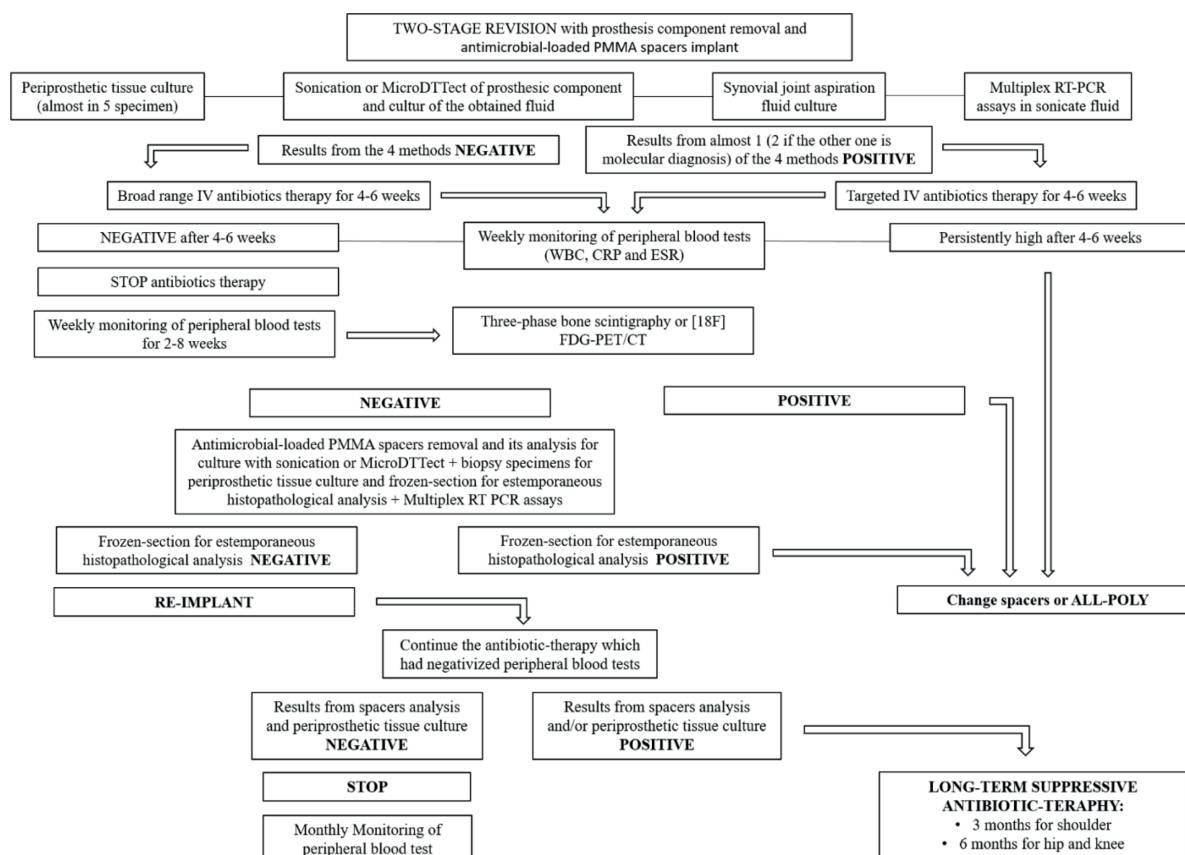 TWO-STAGE REVISION with prosthesis component removal and
antimicrobial-loaded PMMA spacers implant
Periprosthetic tissue culture
(almost in 5 specimen)
Sonication or MicroDTTect of prosthesic component
and cultur of the obtained fluid
Synovial joint aspiration
fluid culture
Multiplex RT-PCR
assays in sonicate fluid
Results from the 4 methods NEGATIVE
Results from almost 1 (2 if the other one is
molecular diagnosis) of the 4 methods POSITIVE
Broad range IV antibiotics therapy for 4-6 weeks
Targeted IV antibiotics therapy for 4-6 weeks
NEGATIVE after 4-6 weeks
Weekly monitoring of peripheral blood tests
(WBC, CRP and ESR)
Persistently high after 4-6 weeks
STOP antibiotics therapy
Weekly monitoring of peripheral blood tests
for 2-8 weeks
Three-phase bone scintigraphy or [18F]
FDG-PET/CT
NEGATIVE
POSITIVE
Antimicrobial-loaded PMMA spacers removal and its analysis for
culture with sonication or MicroDTTect + biopsy specimens for
periprosthetic tissue culture and frozen-section for estemporaneous
histopathological analysis + Multiplex RT PCR assays
Frozen-section for estemporaneous
histopathological analysis NEGATIVE
Frozen-section for estemporaneous
histopathological analysis POSITIVE
RE-IMPLANT
Change spacers or ALL-POLY
Continue the antibiotic-therapy which
had negativized peripheral blood tests
Results from spacers analysis
and periprosthetic tissue culture
NEGATIVE
Results from spacers analysis
and/or periprosthetic tissue culture
POSITIVE
STOP
Monthly Monitoring of
peripheral blood test
LONG-TERM SUPPRESSIVE
ANTIBIOTIC-TERAPHY:
• 3 months for shoulder
• 6 months for hip and knee